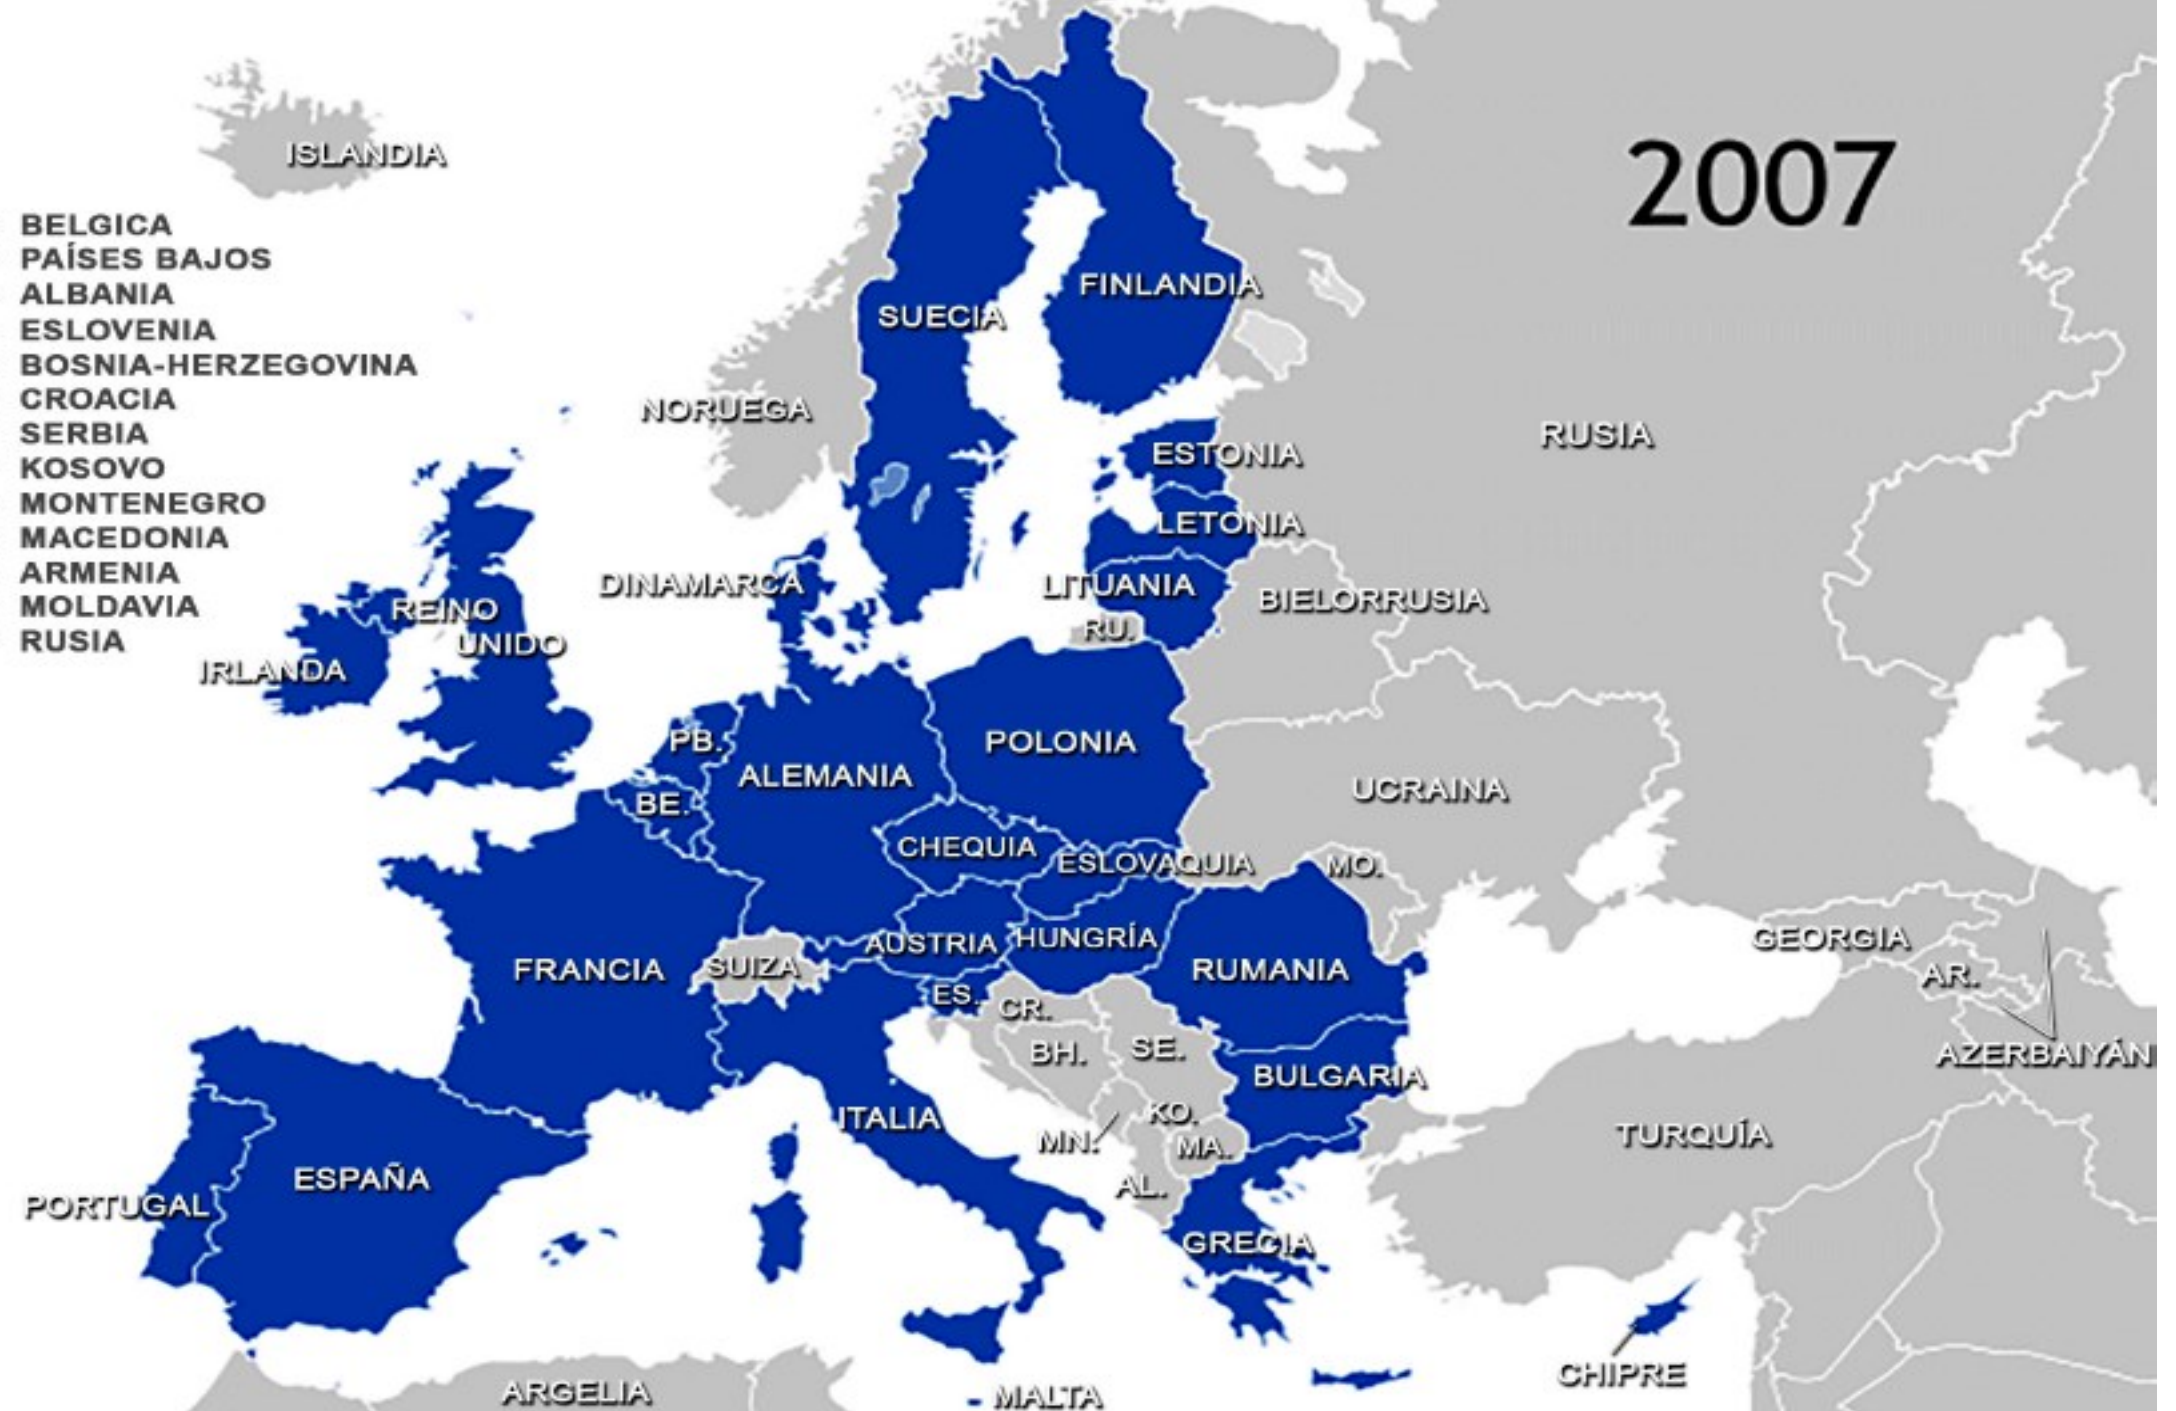 2007
ISLANDIA
BELGICA
PAÍSES BAJOS
ALBANIA
ESLOVENIA
BOSNIA-HERZEGOVINA
CROACIA
SERBIA
KOSOVO
MONTENEGRO
MACEDONIA
ARMENIA
MOLDAVIA
RUSIA
FINLANDIA
SUECIA
NORUEGA
RUSIA
ESTONIA
LETONIA
DINAMARCA
LITUANIA
BIELORRUSIA
REINO
UNIDO
RU.
IRLANDA
PB.
POLONIA
ALEMANIA
UCRAINA
BE.
CHEQUIA
ESLOVAQUIA
MO.
AUSTRIA
HUNGRÍA
GEORGIA
FRANCIA
SUIZA
RUMANIA
AR.
ES.
CR.
BH.
SE.
AZERBAIYÁN
BULGARIA
ITALIA
KO.
MN.
MA.
TURQUÍA
ESPAÑA
AL.
PORTUGAL
GRECIA
CHIPRE
ARGELIA
MALTA